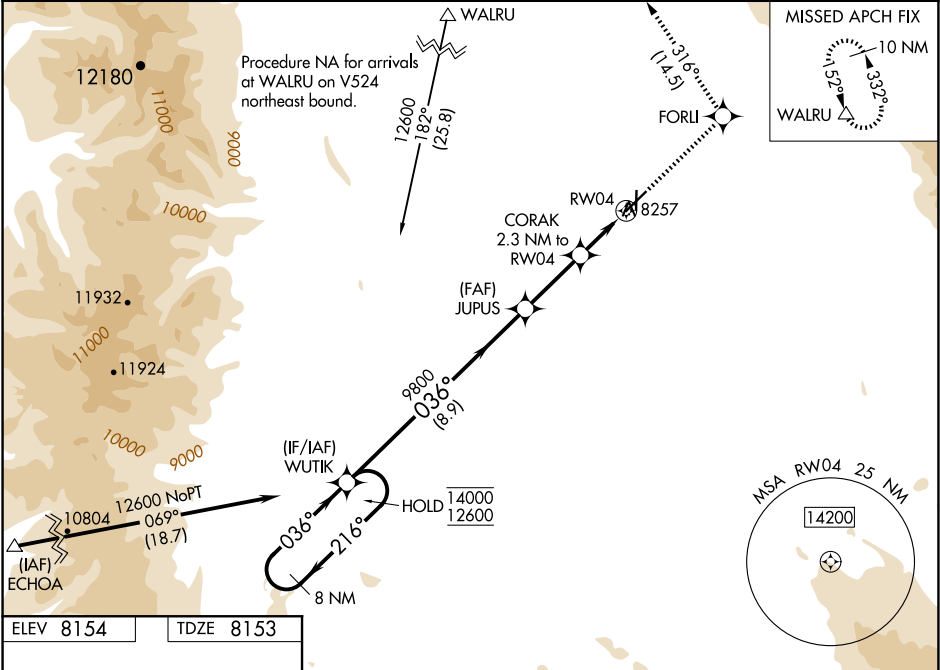 WALRU
Procedure NA for arrivals
at WALRU on V524
northeast bound.
12600
182°
(25.8)
316°
(14.5)
MISSED APCH FIX
10 NM
152°
332°
WALRU
12180
11000
9000
10000
FORLI
RW04
8257
CORAK
2.3 NM to
RW04
(FAF)
JUPUS
11932
11000
11924
9800
036°
(8.9)
10000
9000
(IF/IAF)
WUTIK
HOLD
14000
12600
036°
216°
8 NM
12600 NoPT
069°
(18.7)
10804
(IAF)
ECHOA
MSA RW04 25 NM
14200
ELEV 8154
TDZE 8153